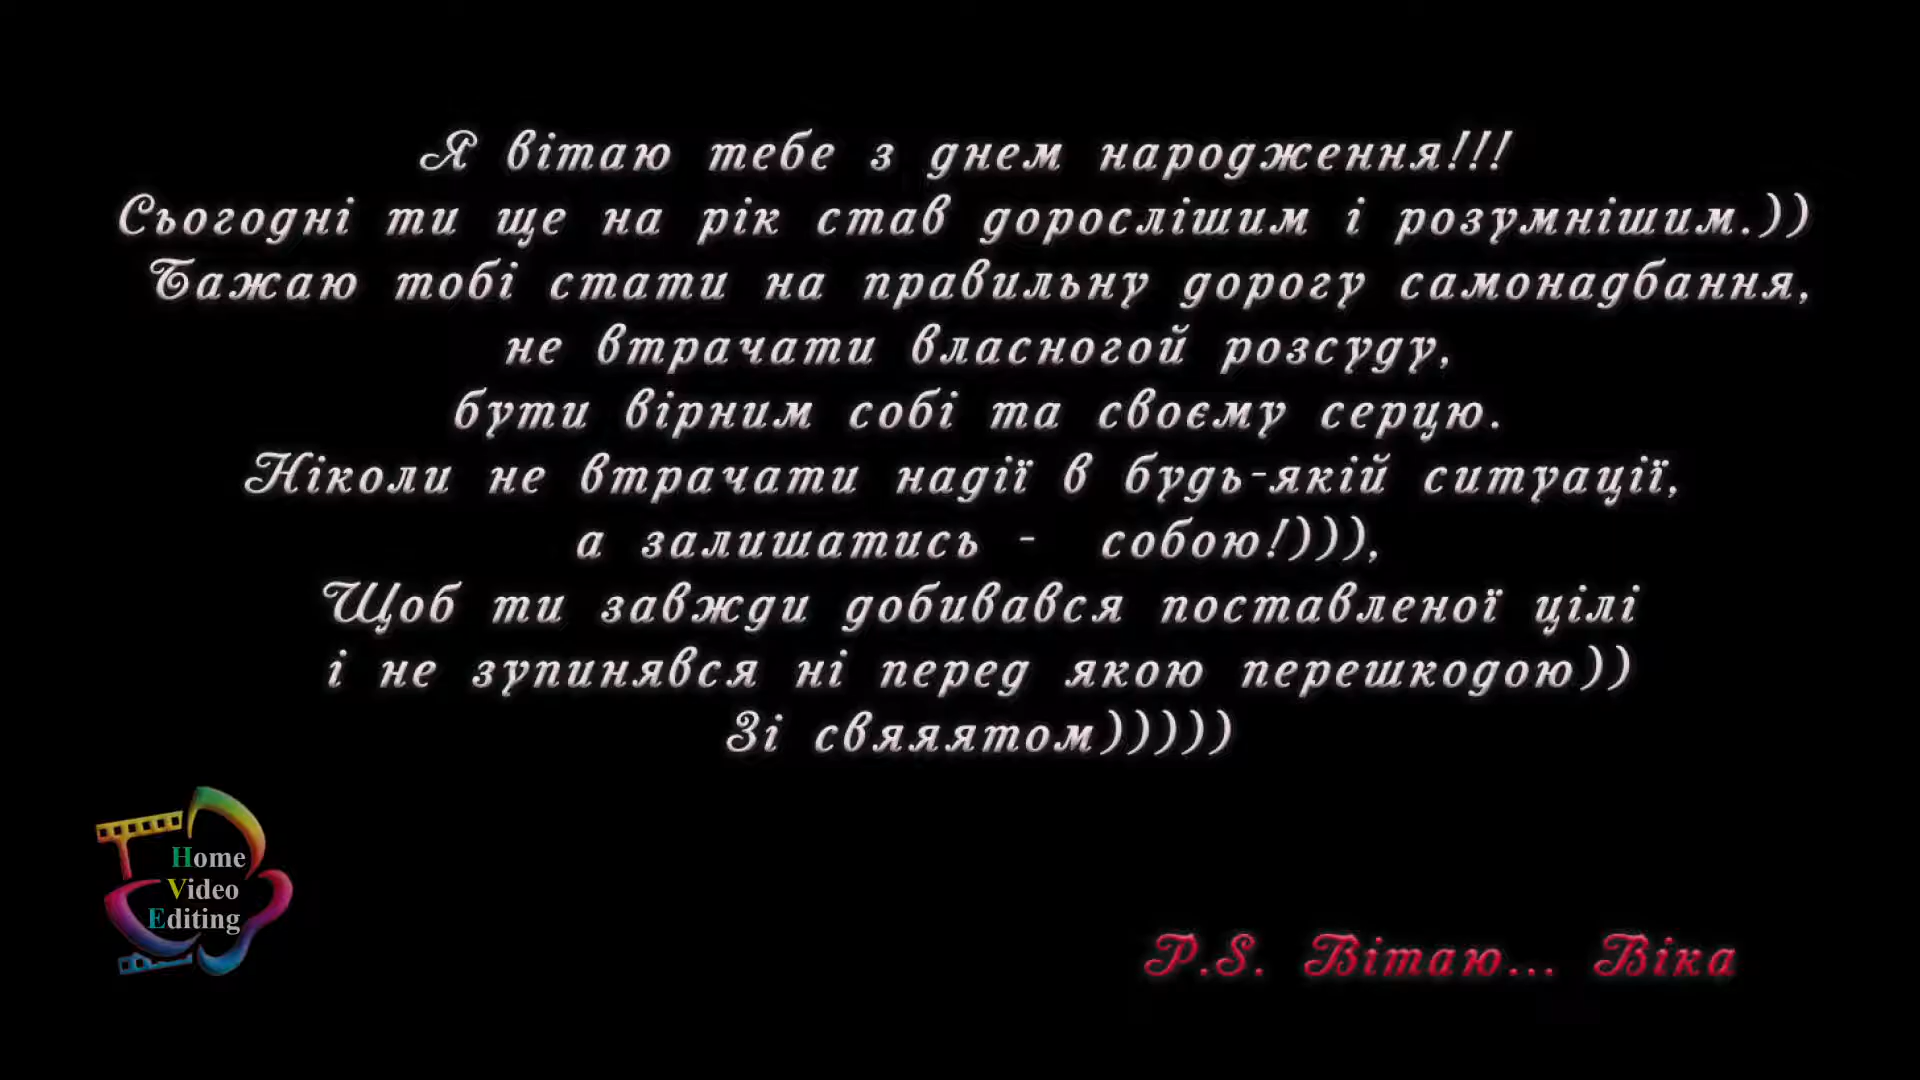 Я вітаю тебе з днем народження!!!
Сьогодні ти ще на рік став дорослішим і розумнішим.))
Бажаю тобі стати на правильну дорогу самонадбання,
не втрачати власногой розсуду,
бути вірним собі та своєму серцю.
Ніколи не втрачати надії в будь-якій ситуації,
а залишатись -  собою!))),
Щоб ти завжди добивався поставленої цілі
і не зупинявся ні перед якою перешкодою))
Зі свяяятом)))))
Home
Video
Editing
P.S. Вітаю... Віка